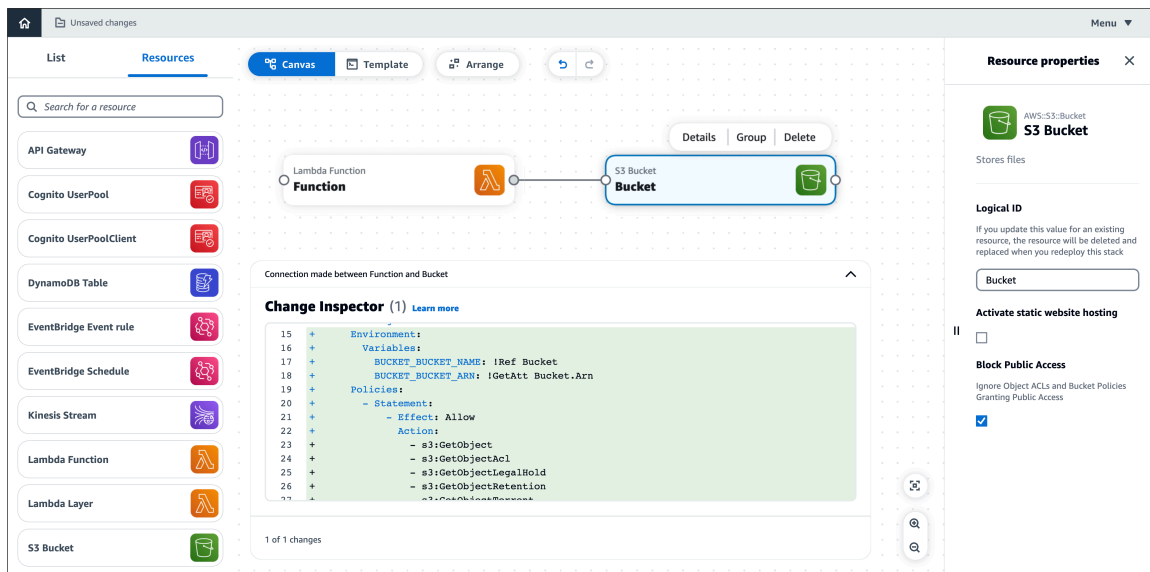 Unsaved changes
Menu ▼
List
Resources
Search for a resource
API Gateway
Cognito UserPool
Cognito UserPoolClient
DynamoDB Table
EventBridge Event rule
EventBridge Schedule
Kinesis Stream
Lambda Function
Lambda Layer
S3 Bucket
Canvas
Template
Arrange
Details
Group
Delete
Lambda Function
Function
S3 Bucket
Bucket
Connection made between Function and Bucket
Change Inspector (1) Learn more
15 + Environment:
16 + Variables:
17 + BUCKET_BUCKET_NAME: !Ref Bucket
18 + BUCKET_BUCKET_ARN: !GetAtt Bucket.Arn
19 + Policies:
20 + - Statement:
21 + - Effect: Allow
22 + Action:
23 + - s3:GetObject
24 + - s3:GetObjectAcl
25 + - s3:GetObjectLegalHold
26 + - s3:GetObjectRetention
27 + - s3:GetObjectTorrent
1 of 1 changes
Resource properties
AWS::S3::Bucket
S3 Bucket
Stores files
Logical ID
If you update this value for an existing
resource, the resource will be deleted and
replaced when you redeploy this stack
Bucket
Activate static website hosting
Block Public Access
Ignore Object ACLs and Bucket Policies
Granting Public Access